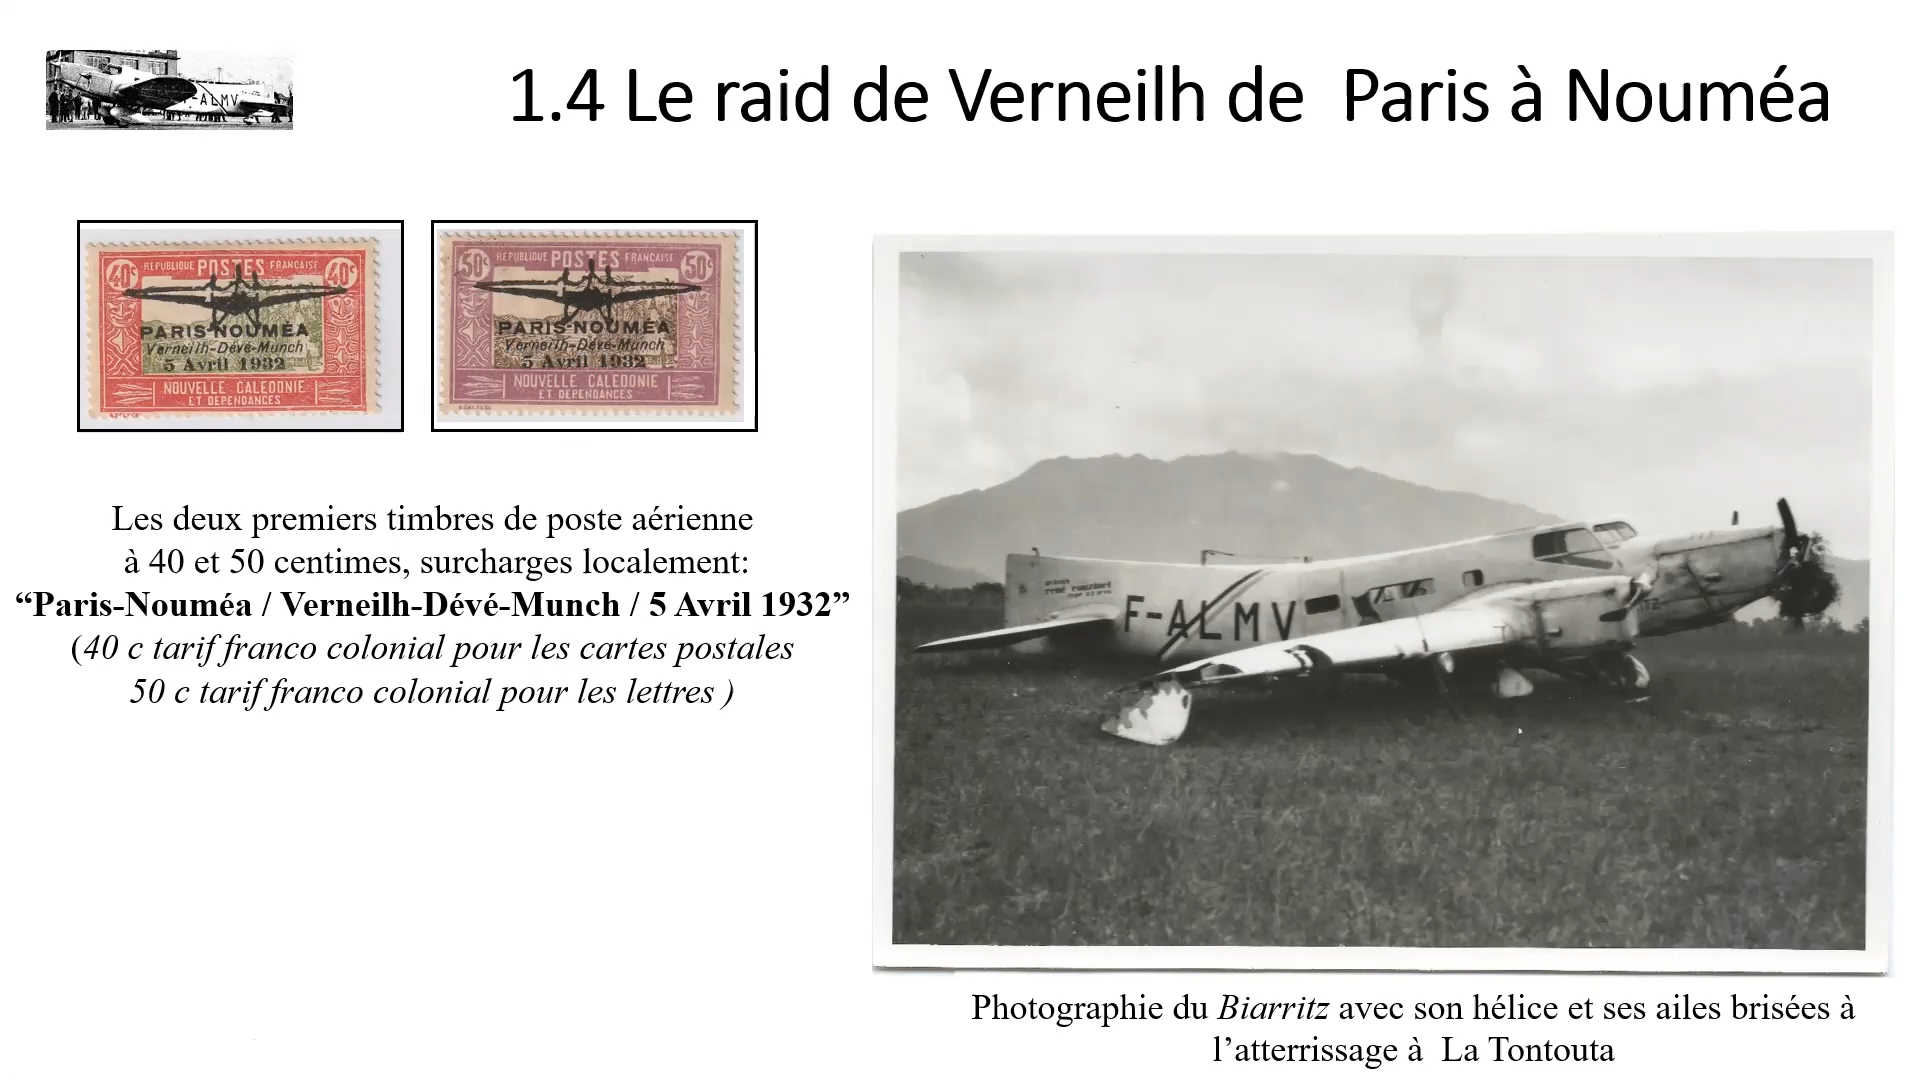 1.4 Le raid de Verneilh de  Paris à Nouméa
-ALMV
40c REPUBLIQUE POSTES FRANÇAISE 40c
PARIS-NOUMÉA
Verneilh-Dévé-Munch
5 Avril 1932
NOUVELLE CALEDONIE
ET DEPENDANCES
50c REPUBLIQUE POSTES FRANÇAISE 50c
PARIS-NOUMÉA
Verneilh-Dévé-Munch
5 Avril 1932
NOUVELLE CALEDONIE
ET DEPENDANCES
Les deux premiers timbres de poste aérienne
à 40 et 50 centimes, surcharges localement:
“Paris-Nouméa / Verneilh-Dévé-Munch / 5 Avril 1932”
(40 c tarif franco colonial pour les cartes postales
50 c tarif franco colonial pour les lettres )
F-ALMV
Photographie du Biarritz avec son hélice et ses ailes brisées à
l’atterrissage à  La Tontouta